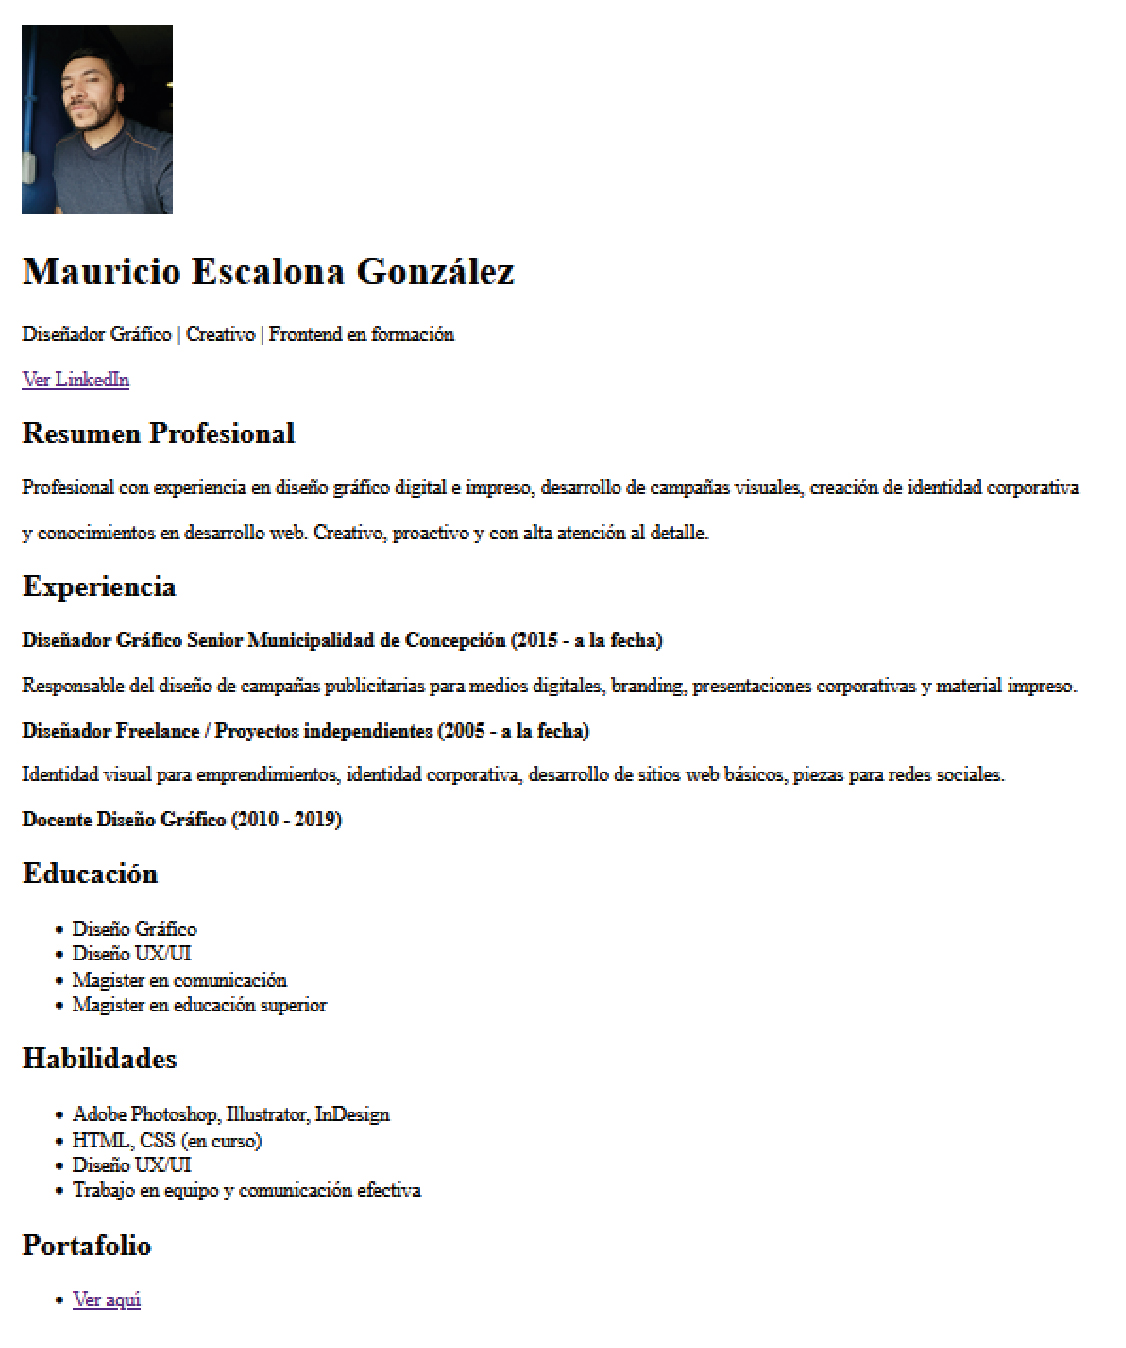 Mauricio Escalona González
Diseñador Gráfico | Creativo | Frontend en formación
Ver LinkedIn
Resumen Profesional
Profesional con experiencia en diseño gráfico digital e impreso, desarrollo de campañas visuales, creación de identidad corporativa
y conocimientos en desarrollo web. Creativo, proactivo y con alta atención al detalle.
Experiencia
Diseñador Gráfico Senior Municipalidad de Concepción (2015 - a la fecha)
Responsable del diseño de campañas publicitarias para medios digitales, branding, presentaciones corporativas y material impreso.
Diseñador Freelance / Proyectos independientes (2005 - a la fecha)
Identidad visual para emprendimientos, identidad corporativa, desarrollo de sitios web básicos, piezas para redes sociales.
Docente Diseño Gráfico (2010 - 2019)
Educación
• Diseño Gráfico
• Diseño UX/UI
• Magister en comunicación
• Magister en educación superior
Habilidades
• Adobe Photoshop, Illustrator, InDesign
• HTML, CSS (en curso)
• Diseño UX/UI
• Trabajo en equipo y comunicación efectiva
Portafolio
• Ver aquí